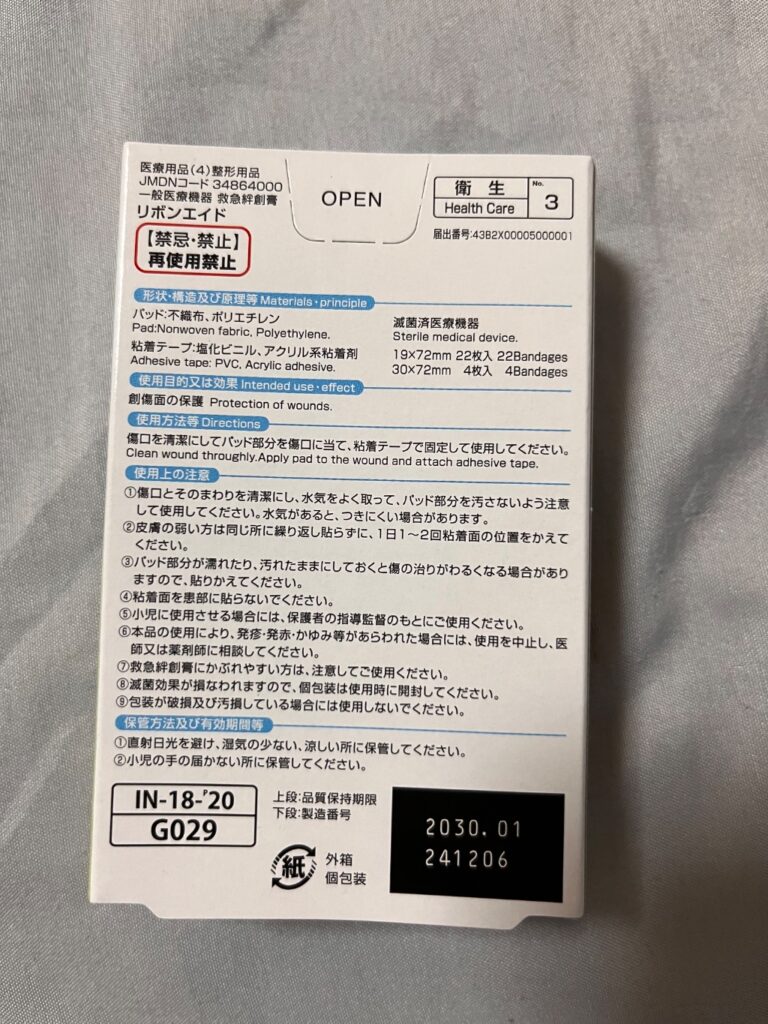 医療用品(4)整形用品
JMDNコード 34864000
一般医療機器 救急絆創膏
リボンエイド
【禁忌・禁止】
再使用禁止
OPEN
衛生
Health Care
No.
3
届出番号:43B2X00005000001
形状・構造及び原理等 Materials・principle
パッド:不織布、ポリエチレン
Pad:Nonwoven fabric, Polyethylene.
粘着テープ:塩化ビニル、アクリル系粘着剤
Adhesive tape: PVC, Acrylic adhesive.
滅菌済医療機器
Sterile medical device.
19×72mm 22枚入 22Bandages
30×72mm 4枚入 4Bandages
使用目的又は効果 Intended use・effect
創傷面の保護 Protection of wounds.
使用方法等 Directions
傷口を清潔にしてパッド部分を傷口に当て、粘着テープで固定して使用してください。
Clean wound throughly.Apply pad to the wound and attach adhesive tape.
使用上の注意
①傷口とそのまわりを清潔にし、水気をよく取って、パッド部分を汚さないよう注意
して使用してください。水気があると、つきにくい場合があります。
②皮膚の弱い方は同じ所に繰り返し貼らずに、1日1〜2回粘着面の位置をかえて
ください。
③パッド部分が濡れたり、汚れたままにしておくと傷の治りがわるくなる場合があり
ますので、貼りかえてください。
④粘着面を患部に貼らないでください。
⑤小児に使用させる場合には、保護者の指導監督のもとにご使用ください。
⑥本品の使用により、発疹・発赤・かゆみ等があらわれた場合には、使用を中止し、医
師又は薬剤師に相談してください。
⑦救急絆創膏にかぶれやすい方は、注意してご使用ください。
⑧滅菌効果が損なわれますので、個包装は使用時に開封してください。
⑨包装が破損及び汚損している場合には使用しないでください。
保管方法及び有効期間等
①直射日光を避け、湿気の少ない、涼しい所に保管してください。
②小児の手の届かない所に保管してください。
IN-18-'20
G029
上段:品質保持期限
下段:製造番号
紙
外箱
個包装
2030.01
241206